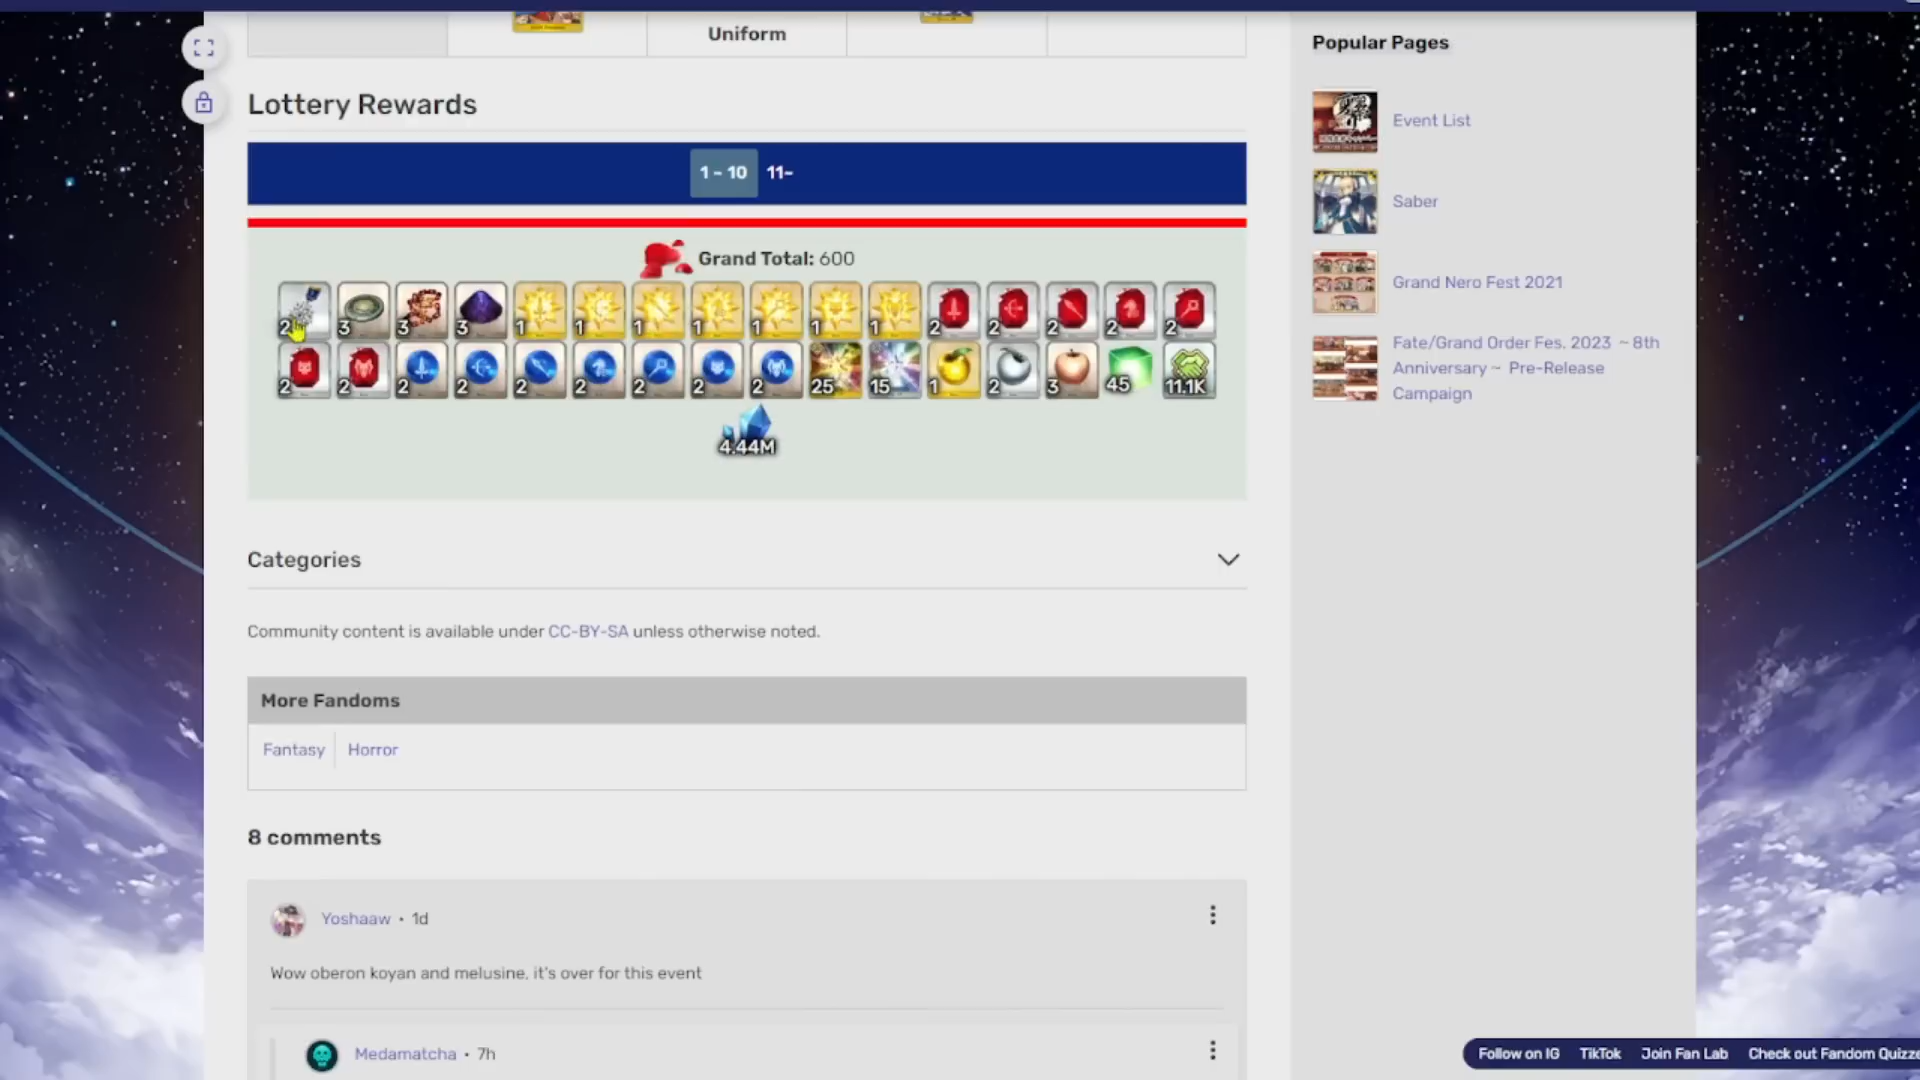 Uniform
Lottery Rewards
1 - 10 11-
Grand Total: 600
2 3 3 3 1 1 1 1 1 1 1 2 2 2 2 2
2 2 2 2 2 2 2 2 2 25 15 1 2 3 45 11.1K
4.44M
Categories
Community content is available under CC-BY-SA unless otherwise noted.
More Fandoms
Fantasy Horror
8 comments
Yoshaaw • 1d
Wow oberon koyan and melusine, it's over for this event
Medamatcha • 7h
Popular Pages
Event List
Saber
Grand Nero Fest 2021
Fate/Grand Order Fes. 2023 ~ 8th
Anniversary ~ Pre-Release
Campaign
Follow on IG TikTok Join Fan Lab Check out Fandom Quizze